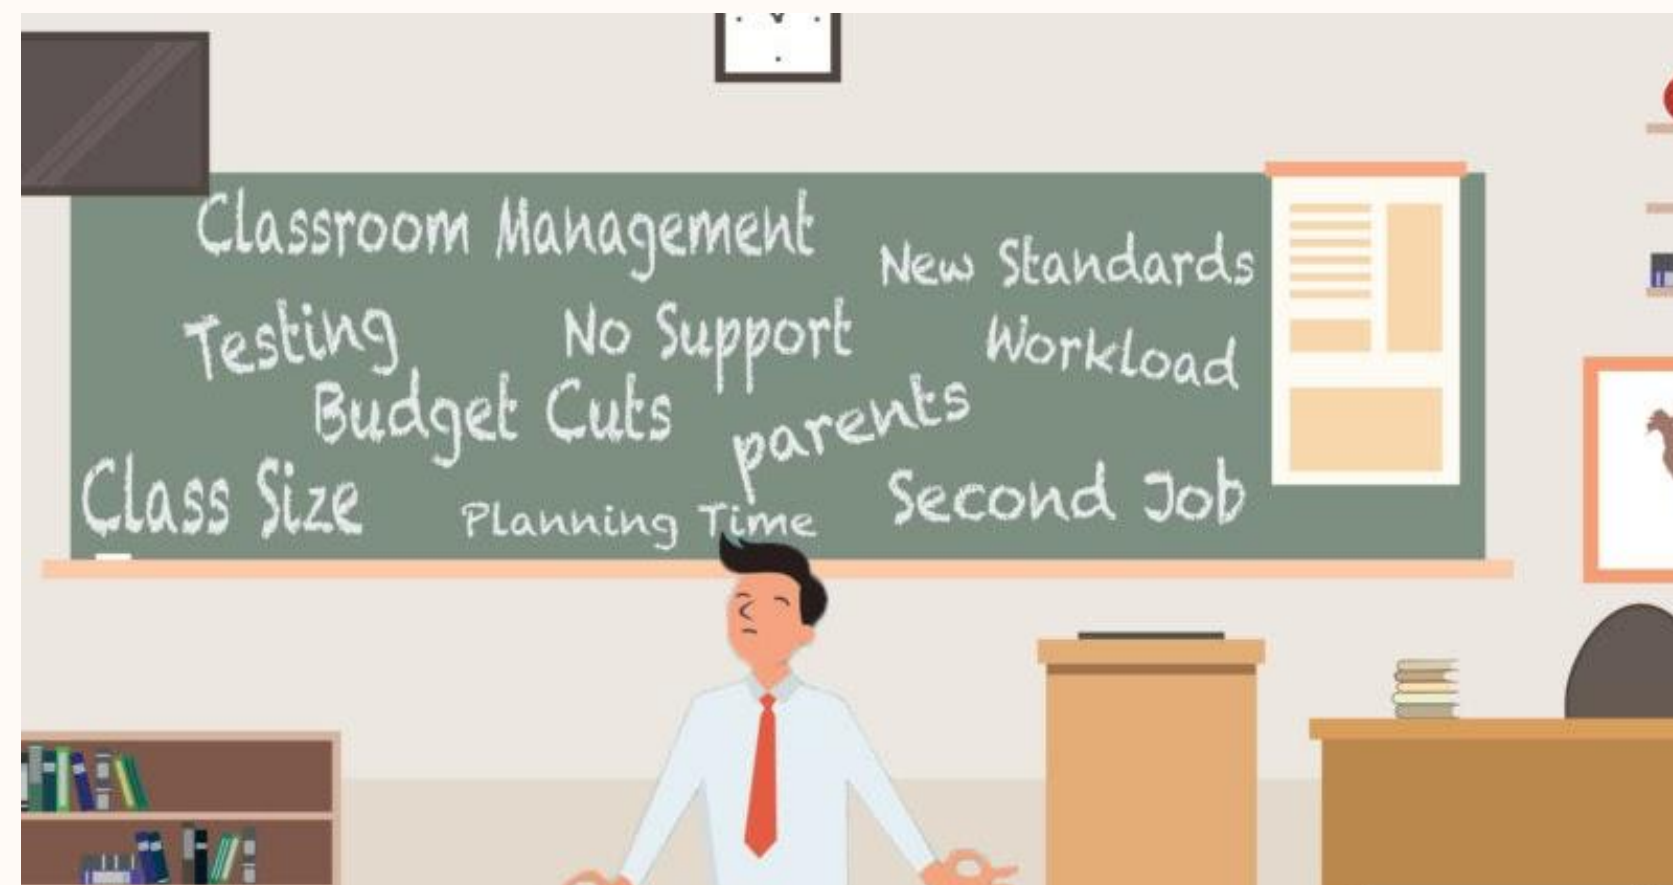 Classroom Management
New Standards
Testing
No Support
Workload
Budget Cuts
parents
Class Size
Planning Time
Second Job